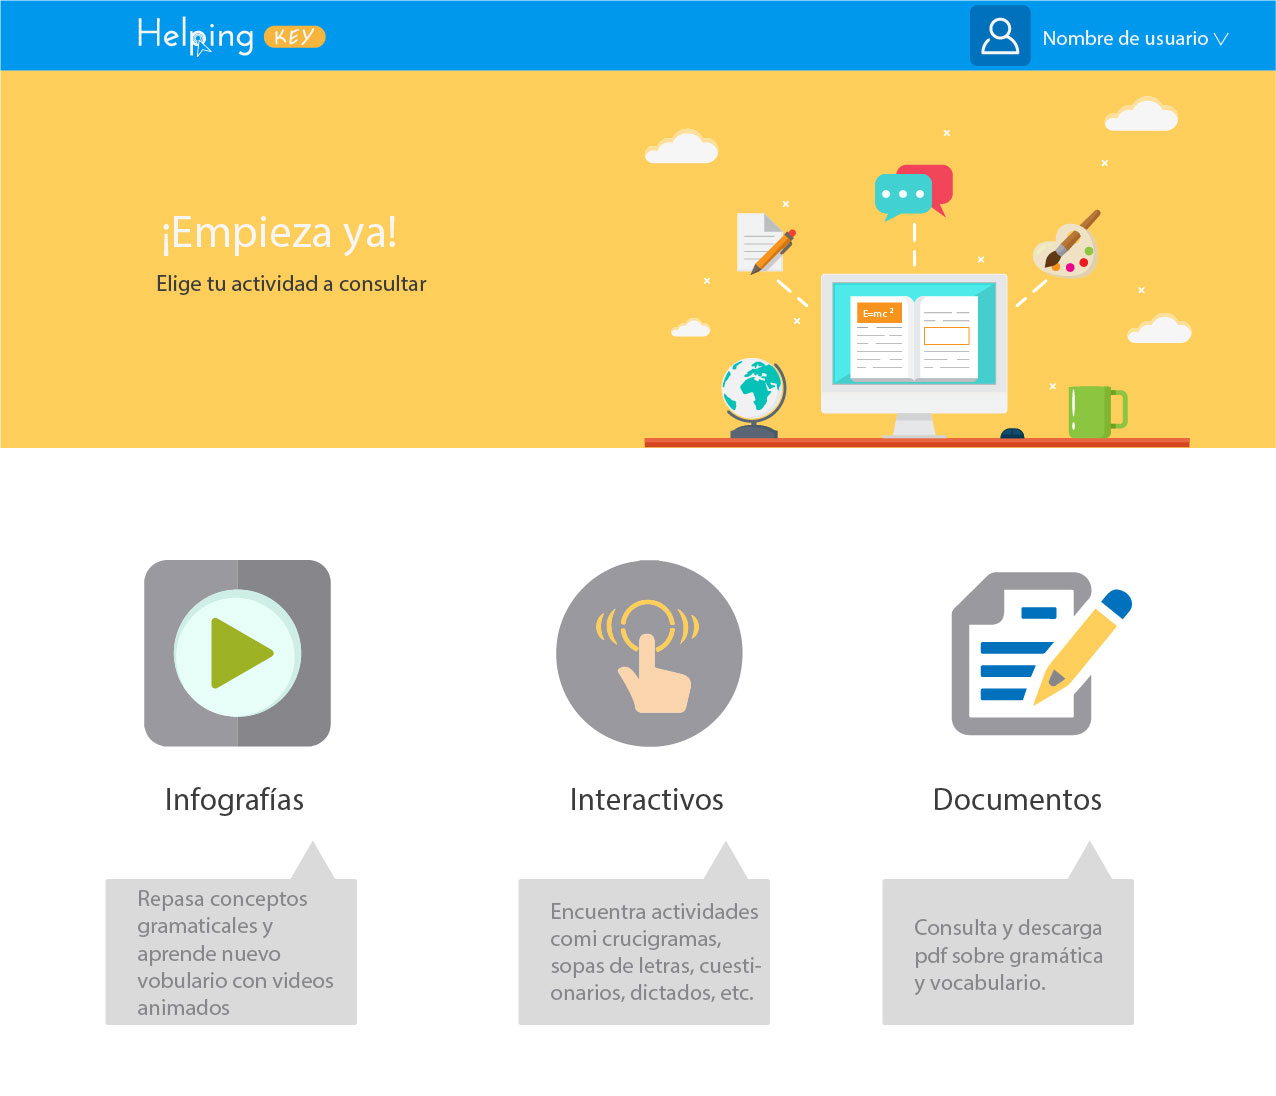 Helping KEY
Nombre de usuario
¡Empieza ya!
Elige tu actividad a consultar
E=mc 2
Infografías
Interactivos
Documentos
Repasa conceptos
gramaticales y
aprende nuevo
vobulario con videos
animados
Encuentra actividades
comi crucigramas,
sopas de letras, cuesti-
onarios, dictados, etc.
Consulta y descarga
pdf sobre gramática
y vocabulario.